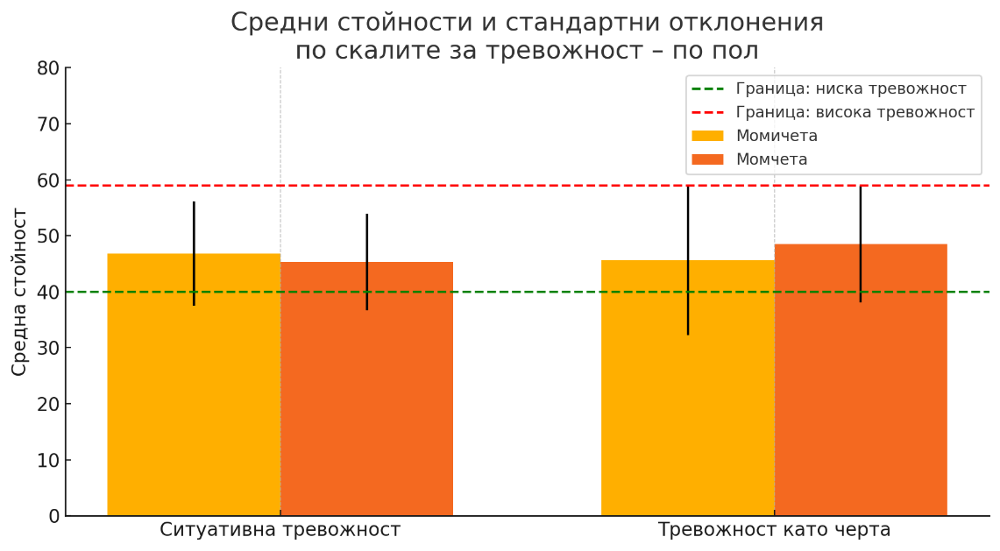 Средни стойности и стандартни отклонения
по скалите за тревожност – по пол
Граница: ниска тревожност
Граница: висока тревожност
Момичета
Момчета
Средна стойност
80
70
60
50
40
30
20
10
0
Ситуативна тревожност
Тревожност като черта